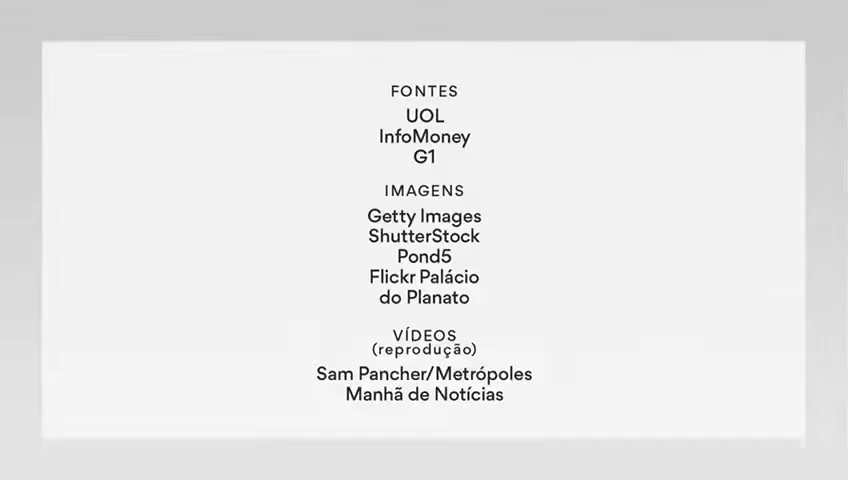 FONTES
UOL
InfoMoney
G1
IMAGENS
Getty Images
ShutterStock
Pond5
Flickr Palácio
do Planato
VÍDEOS
(reprodução)
Sam Pancher/Metrópoles
Manhã de Notícias